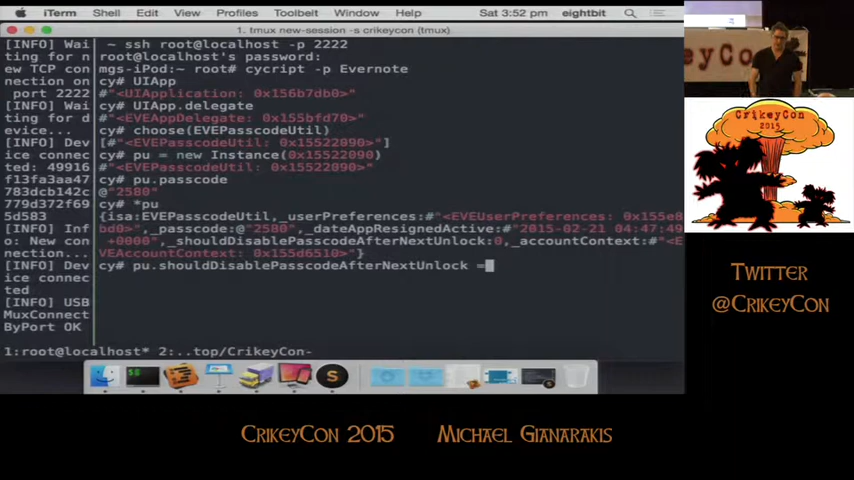 iTerm Shell Edit View Profiles Toolbelt Window Help Sat 3:52 pm eightbit
1. tmux new-session -s crikeycon (tmux)
[INFO] Wai
ting for n
ew TCP con
nection on
port 2222
[INFO] Wai
ting for d
evice...
[INFO] Dev
ice connec
ted: 49916
f13fa3aa47
783dcb142c
779d372f69
5d583
[INFO] Inf
o: New con
nection...
[INFO] Dev
ice connec
ted
[INFO] USB
MuxConnect
ByPort OK
~ ssh root@localhost -p 2222
root@localhost's password:
mgs-iPod:~ root# cycript -p Evernote
cy# UIApp
#"<UIApplication: 0x156b7db0>"
cy# UIApp.delegate
#"<EVEAppDelegate: 0x155bfd70>"
cy# choose(EVEPasscodeUtil)
[#"<EVEPasscodeUtil: 0x15522090>"]
cy# pu = new Instance(0x15522090)
#"<EVEPasscodeUtil: 0x15522090>"
cy# pu.passcode
@"2580"
cy# *pu
{isa:EVEPasscodeUtil,_userPreferences:#"<EVEUserPreferences: 0x155e8
bd0>",_passcode:@"2580",_dateAppResignedActive:#"2015-02-21 04:47:49
+0000",_shouldDisablePasscodeAfterNextUnlock:0,_accountContext:#"<E
VEAccountContext: 0x155d6510>"}
cy# pu.shouldDisablePasscodeAfterNextUnlock =
1:root@localhost* 2:..top/CrikeyCon-
CrikeyCon
CrikeyCon
2015
Twitter
@CrikeyCon
CrikeyCon 2015 Michael Gianarakis